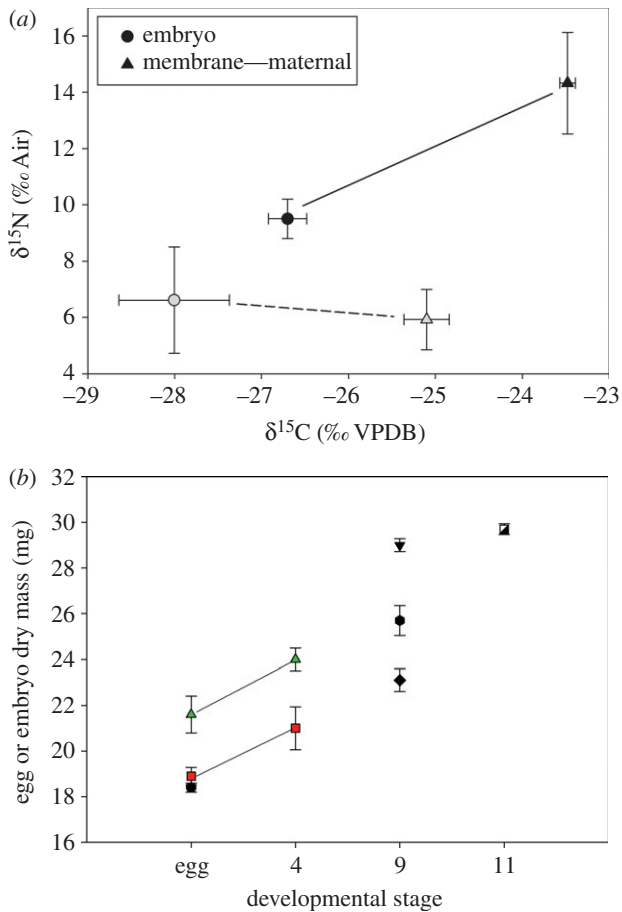 (a)
16
embryo
membrane—maternal
14
12
δ¹⁵N (‰ Air)
10
8
6
4
–29 –28 –27 –26 –25 –24 –23
δ¹⁵C (‰ VPDB)
(b)
32
30
28
26
egg or embryo dry mass (mg)
24
22
20
18
16
egg 4 9 11
developmental stage